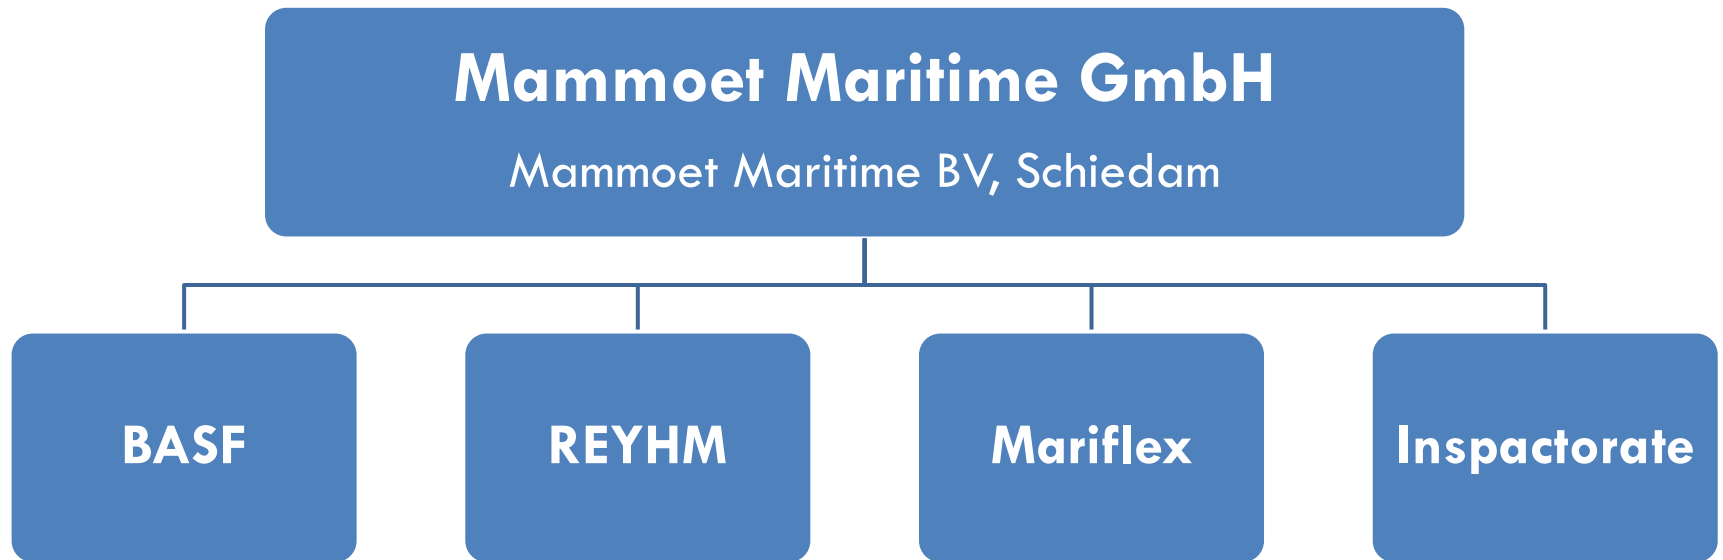 Mammoet Maritime GmbH
Mammoet Maritime BV, Schiedam
BASF
REYHM
Mariflex
Inspactorate